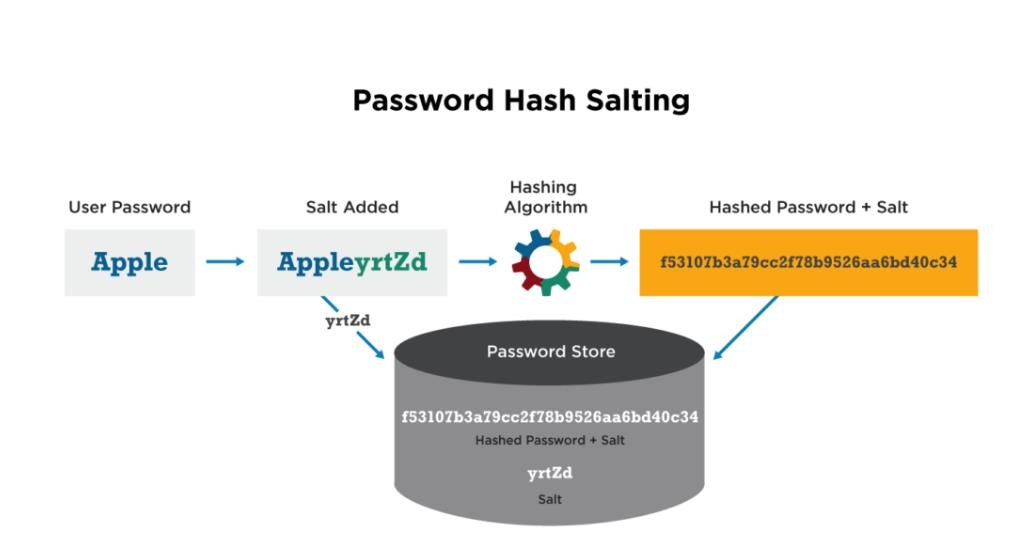 Password Hash Salting
User Password
Salt Added
Hashing
Algorithm
Hashed Password + Salt
Apple
AppleyrtZd
f53107b3a79cc2f78b9526aa6bd40c34
yrtZd
Password Store
f53107b3a79cc2f78b9526aa6bd40c34
Hashed Password + Salt
yrtZd
Salt